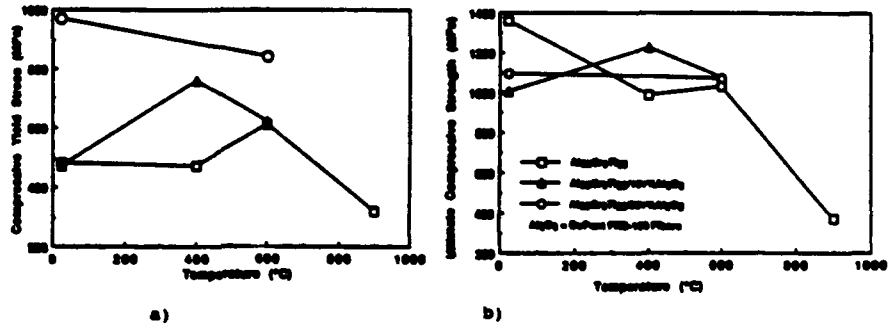 1000
800
600
400
200
Compressive Yield Stress (MPa)
0 200 400 600 800 1000
Temperature (°C)
a)
1400
1200
1000
800
600
400
200
Ultimate Compressive Strength (MPa)
0 200 400 600 800 1000
Temperature (°C)
b)